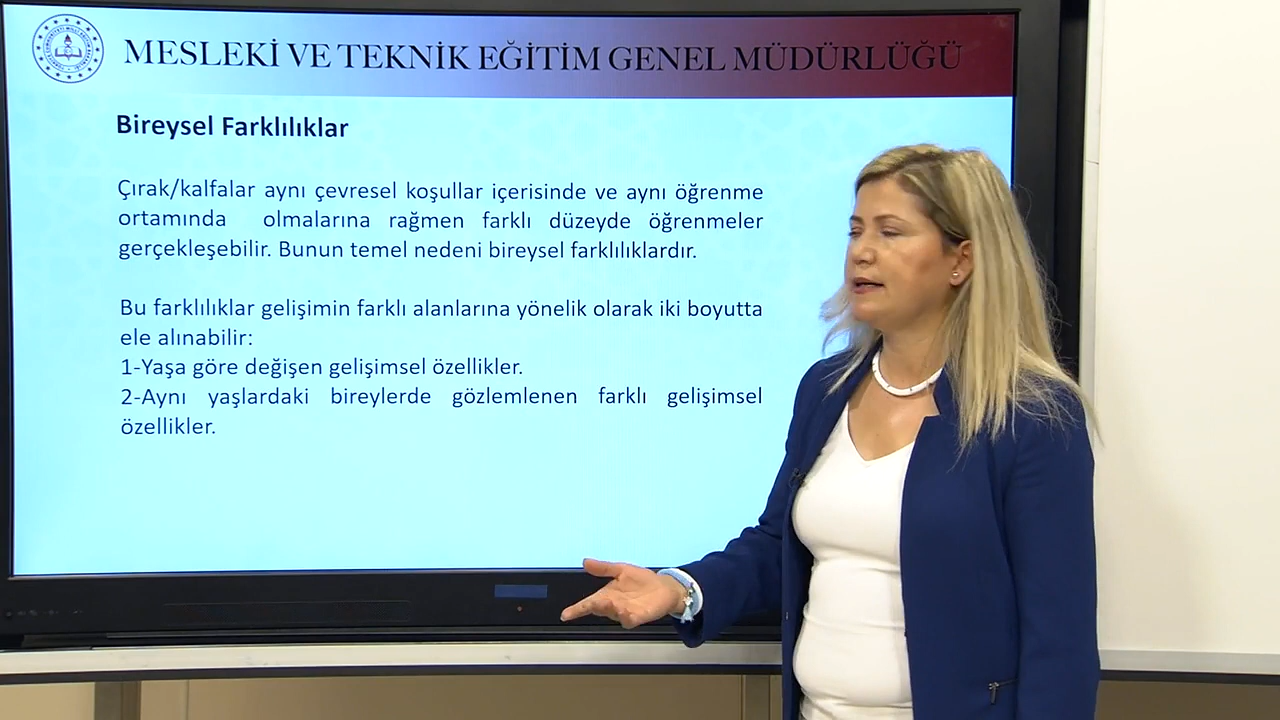 MESLEKİ VE TEKNİK EĞİTİM GENEL MÜDÜRLÜĞÜ
Bireysel Farklılıklar
Çırak/kalfalar aynı çevresel koşullar içerisinde ve aynı öğrenme
ortamında olmalarına rağmen farklı düzeyde öğrenmeler
gerçekleşebilir. Bunun temel nedeni bireysel farklılıklardır.
Bu farklılıklar gelişimin farklı alanlarına yönelik olarak iki boyutta
ele alınabilir:
1-Yaşa göre değişen gelişimsel özellikler.
2-Aynı yaşlardaki bireylerde gözlemlenen farklı gelişimsel
özellikler.